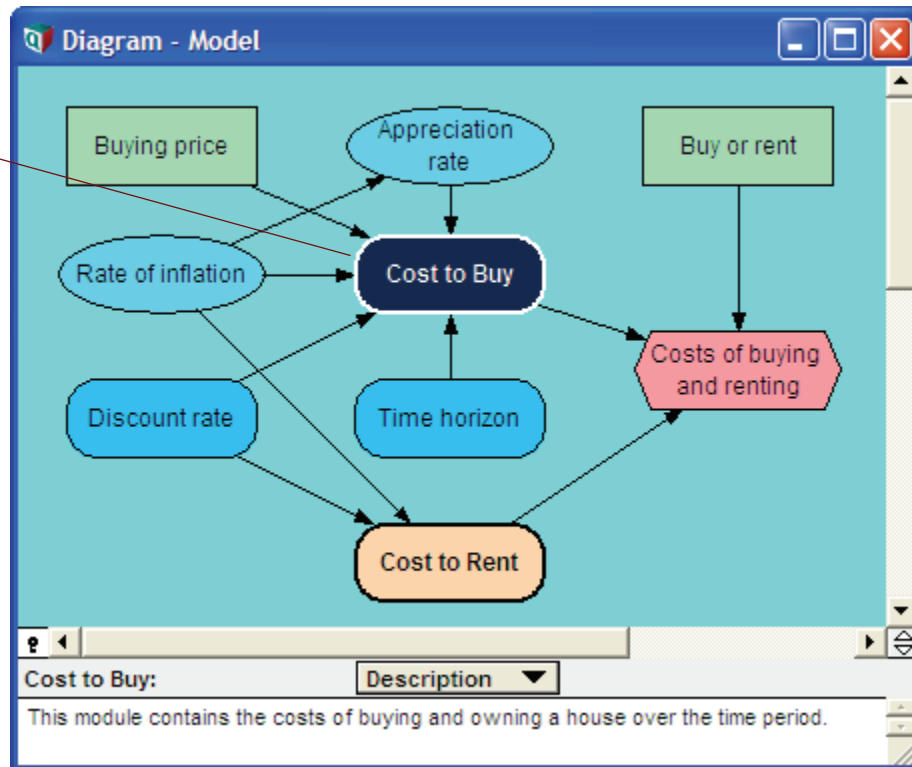 Diagram - Model
Buying price
Appreciation
rate
Buy or rent
Rate of inflation
Cost to Buy
Costs of buying
and renting
Discount rate
Time horizon
Cost to Rent
Cost to Buy:
Description
This module contains the costs of buying and owning a house over the time period.